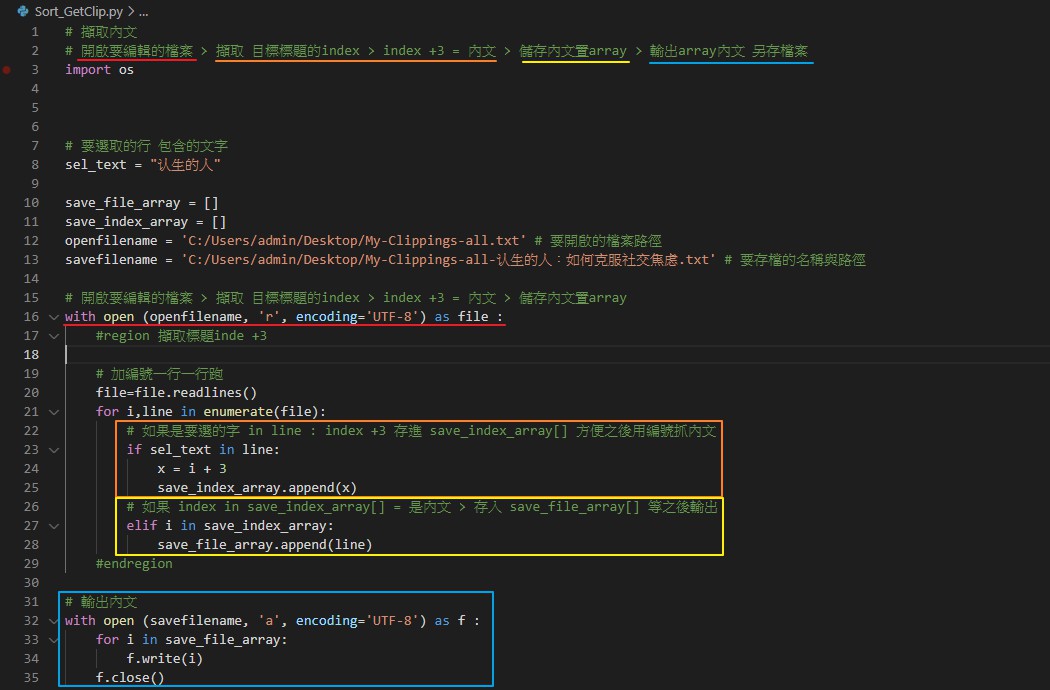 Sort_GetClip.py > ...
1 # 擷取內文
2 # 開啟要編輯的檔案 > 擷取 目標標題的index > index +3 = 內文 > 儲存內文置array > 輸出array內文 另存檔案
3 import os
4
5
6
7 # 要選取的行 包含的文字
8 sel_text = "认生的人"
9
10 save_file_array = []
11 save_index_array = []
12 openfilename = 'C:/Users/admin/Desktop/My-Clippings-all.txt' # 要開啟的檔案路徑
13 savefilename = 'C:/Users/admin/Desktop/My-Clippings-all-认生的人：如何克服社交焦虑.txt' # 要存檔的名稱與路徑
14
15 # 開啟要編輯的檔案 > 擷取 目標標題的index > index +3 = 內文 > 儲存內文置array
16 with open (openfilename, 'r', encoding='UTF-8') as file :
17     #region 擷取標題inde +3
18
19     # 加編號一行一行跑
20     file=file.readlines()
21     for i,line in enumerate(file):
22         # 如果是要選的字 in line : index +3 存進 save_index_array[] 方便之後用編號抓內文
23         if sel_text in line:
24             x = i + 3
25             save_index_array.append(x)
26         # 如果 index in save_index_array[] = 是內文 > 存入 save_file_array[] 等之後輸出
27         elif i in save_index_array:
28             save_file_array.append(line)
29     #endregion
30
31 # 輸出內文
32 with open (savefilename, 'a', encoding='UTF-8') as f :
33     for i in save_file_array:
34         f.write(i)
35     f.close()